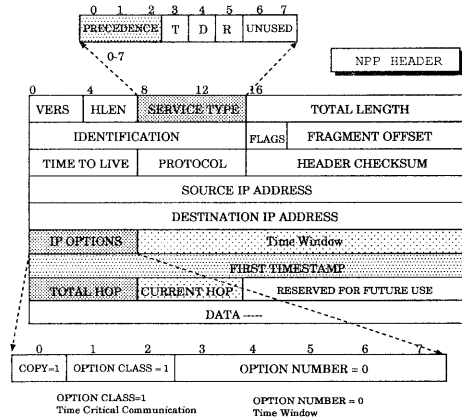 0 1 2 3 4 5 6 7
PRECEDENCE T D R UNUSED
0-7
NPP HEADER
0 4 8 12 16
VERS HLEN SERVICE TYPE TOTAL LENGTH
IDENTIFICATION FLAGS FRAGMENT OFFSET
TIME TO LIVE PROTOCOL HEADER CHECKSUM
SOURCE IP ADDRESS
DESTINATION IP ADDRESS
IP OPTIONS Time Window
FIRST TIMESTAMP
TOTAL HOP CURRENT HOP RESERVED FOR FUTURE USE
DATA ----
0 1 2 3 4 5 6 7
COPY=1 OPTION CLASS = 1 OPTION NUMBER = 0
OPTION CLASS=1 OPTION NUMBER = 0
Time Critical Communication Time Window